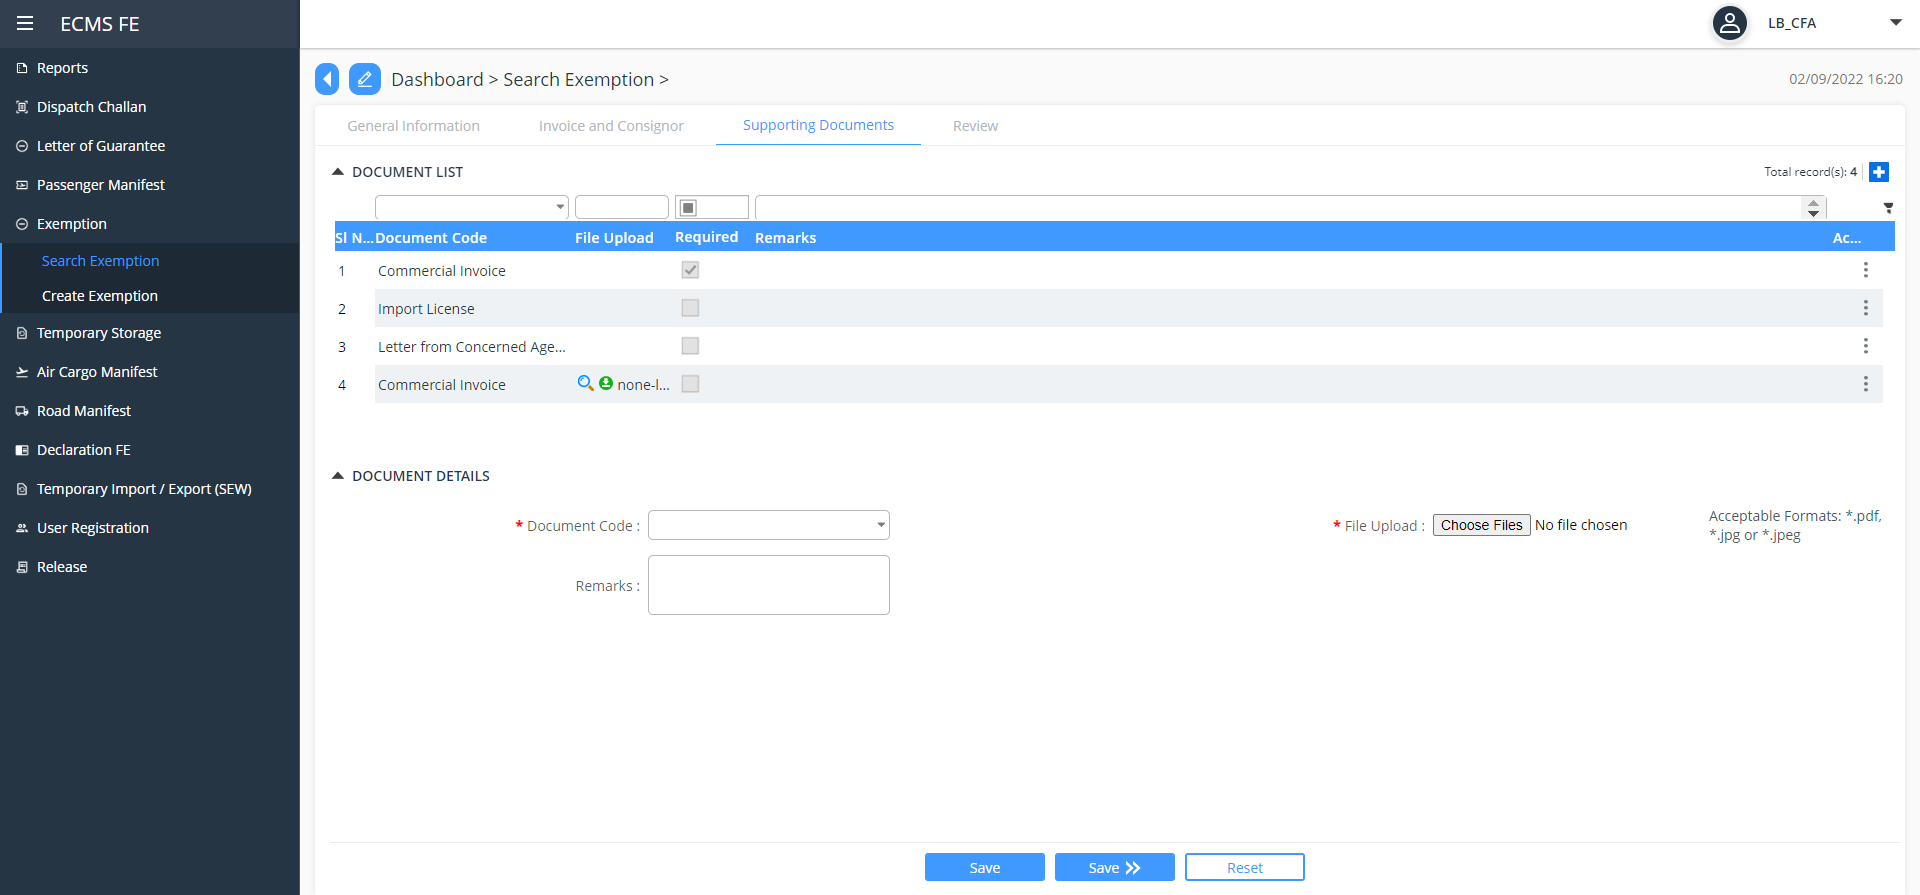 ECMS FE
LB_CFA
Reports
Dispatch Challan
Letter of Guarantee
Passenger Manifest
Exemption
Search Exemption
Create Exemption
Temporary Storage
Air Cargo Manifest
Road Manifest
Declaration FE
Temporary Import / Export (SEW)
User Registration
Release
Dashboard > Search Exemption >
02/09/2022 16:20
General Information
Invoice and Consignor
Supporting Documents
Review
DOCUMENT LIST
Total record(s): 4
Sl N... Document Code File Upload Required Remarks Ac...
1 Commercial Invoice
2 Import License
3 Letter from Concerned Age...
4 Commercial Invoice none-l...
DOCUMENT DETAILS
* Document Code :
* File Upload : Choose Files No file chosen
Acceptable Formats: *.pdf,
*.jpg or *.jpeg
Remarks :
Save
Save
Reset